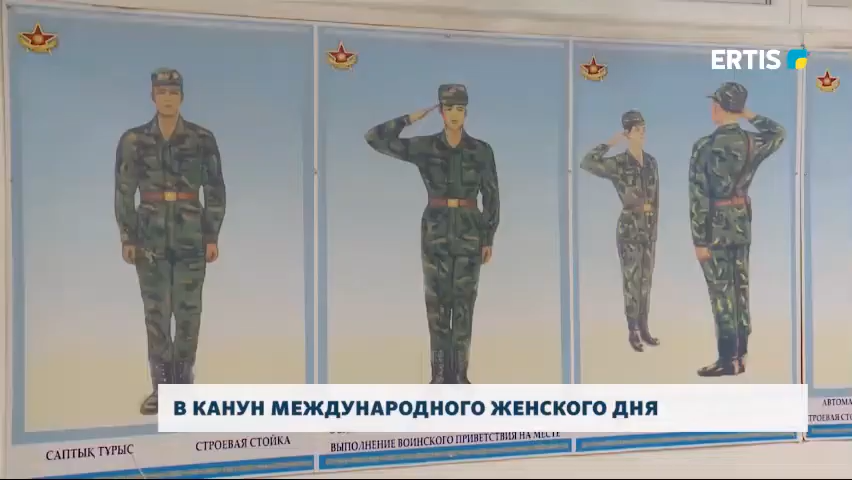 ERTIS
В КАНУН МЕЖДУНАРОДНОГО ЖЕНСКОГО ДНЯ
САПТЫҚ ТҰРЫС СТРОЕВАЯ СТОЙКА
ВЫПОЛНЕНИЕ ВОИНСКОГО ПРИВЕТСТВИЯ НА МЕСТЕ